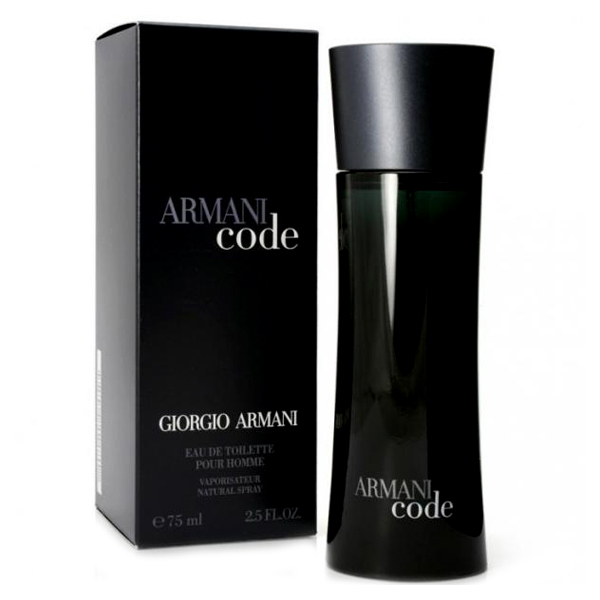 ARMANI
code
GIORGIO ARMANI
EAU DE TOILETTE
POUR HOMME
VAPORISATEUR
NATURAL SPRAY
℮ 75 ml 2.5 FL.OZ.
ARMANI
code